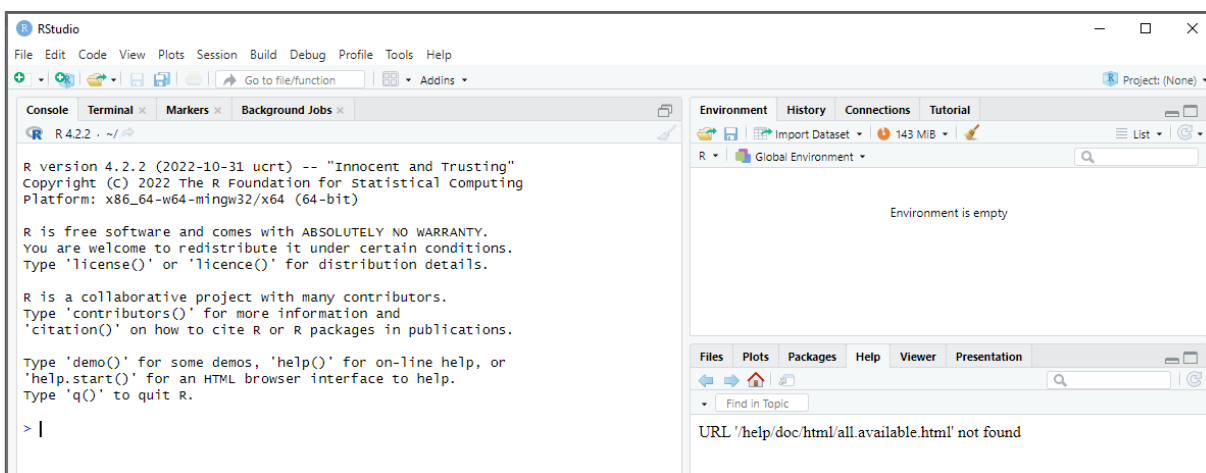 RStudio
File Edit Code View Plots Session Build Debug Profile Tools Help
Go to file/function Addins
Project: (None)
Console Terminal Markers Background Jobs
R 4.2.2 · ~/
R version 4.2.2 (2022-10-31 ucrt) -- "Innocent and Trusting"
Copyright (C) 2022 The R Foundation for Statistical Computing
Platform: x86_64-w64-mingw32/x64 (64-bit)
R is free software and comes with ABSOLUTELY NO WARRANTY.
You are welcome to redistribute it under certain conditions.
Type 'license()' or 'licence()' for distribution details.
R is a collaborative project with many contributors.
Type 'contributors()' for more information and
'citation()' on how to cite R or R packages in publications.
Type 'demo()' for some demos, 'help()' for on-line help, or
'help.start()' for an HTML browser interface to help.
Type 'q()' to quit R.
>
Environment History Connections Tutorial
Import Dataset 143 MiB List
R Global Environment
Environment is empty
Files Plots Packages Help Viewer Presentation
Find in Topic
URL '/help/doc/html/all.available.html' not found